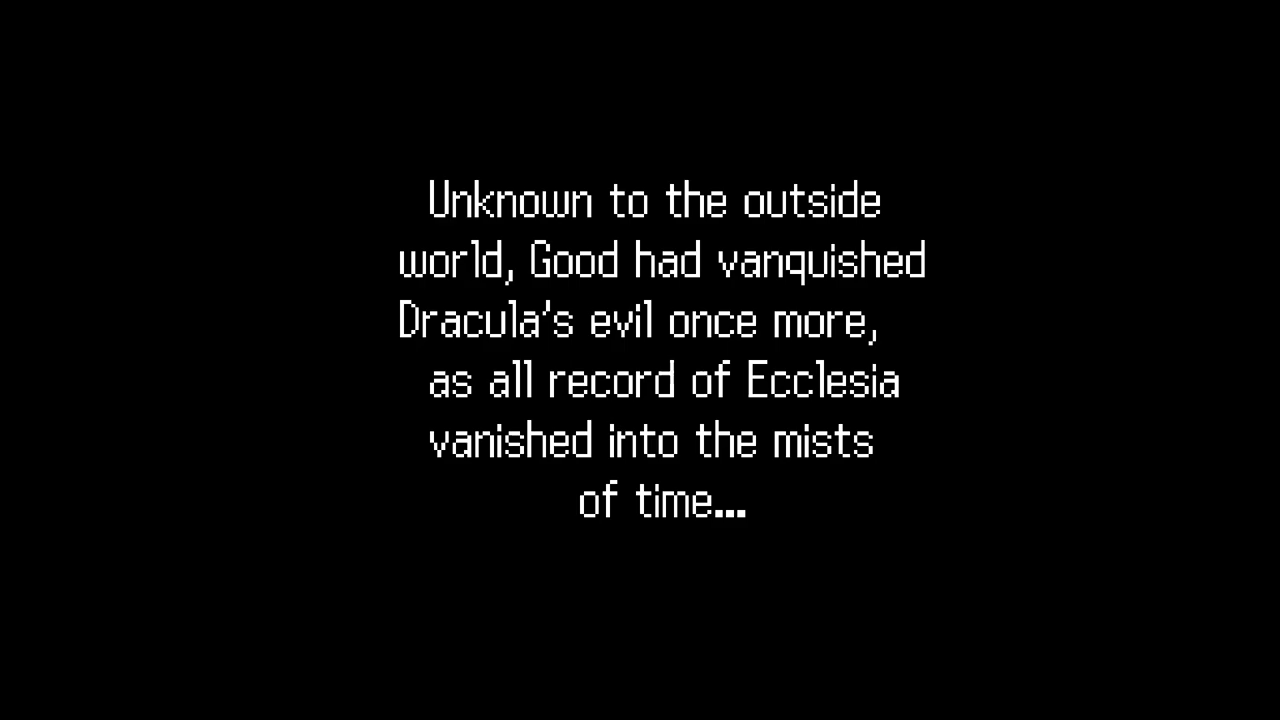 Unknown to the outside
world, Good had vanquished
Dracula's evil once more,
as all record of Ecclesia
vanished into the mists
of time...